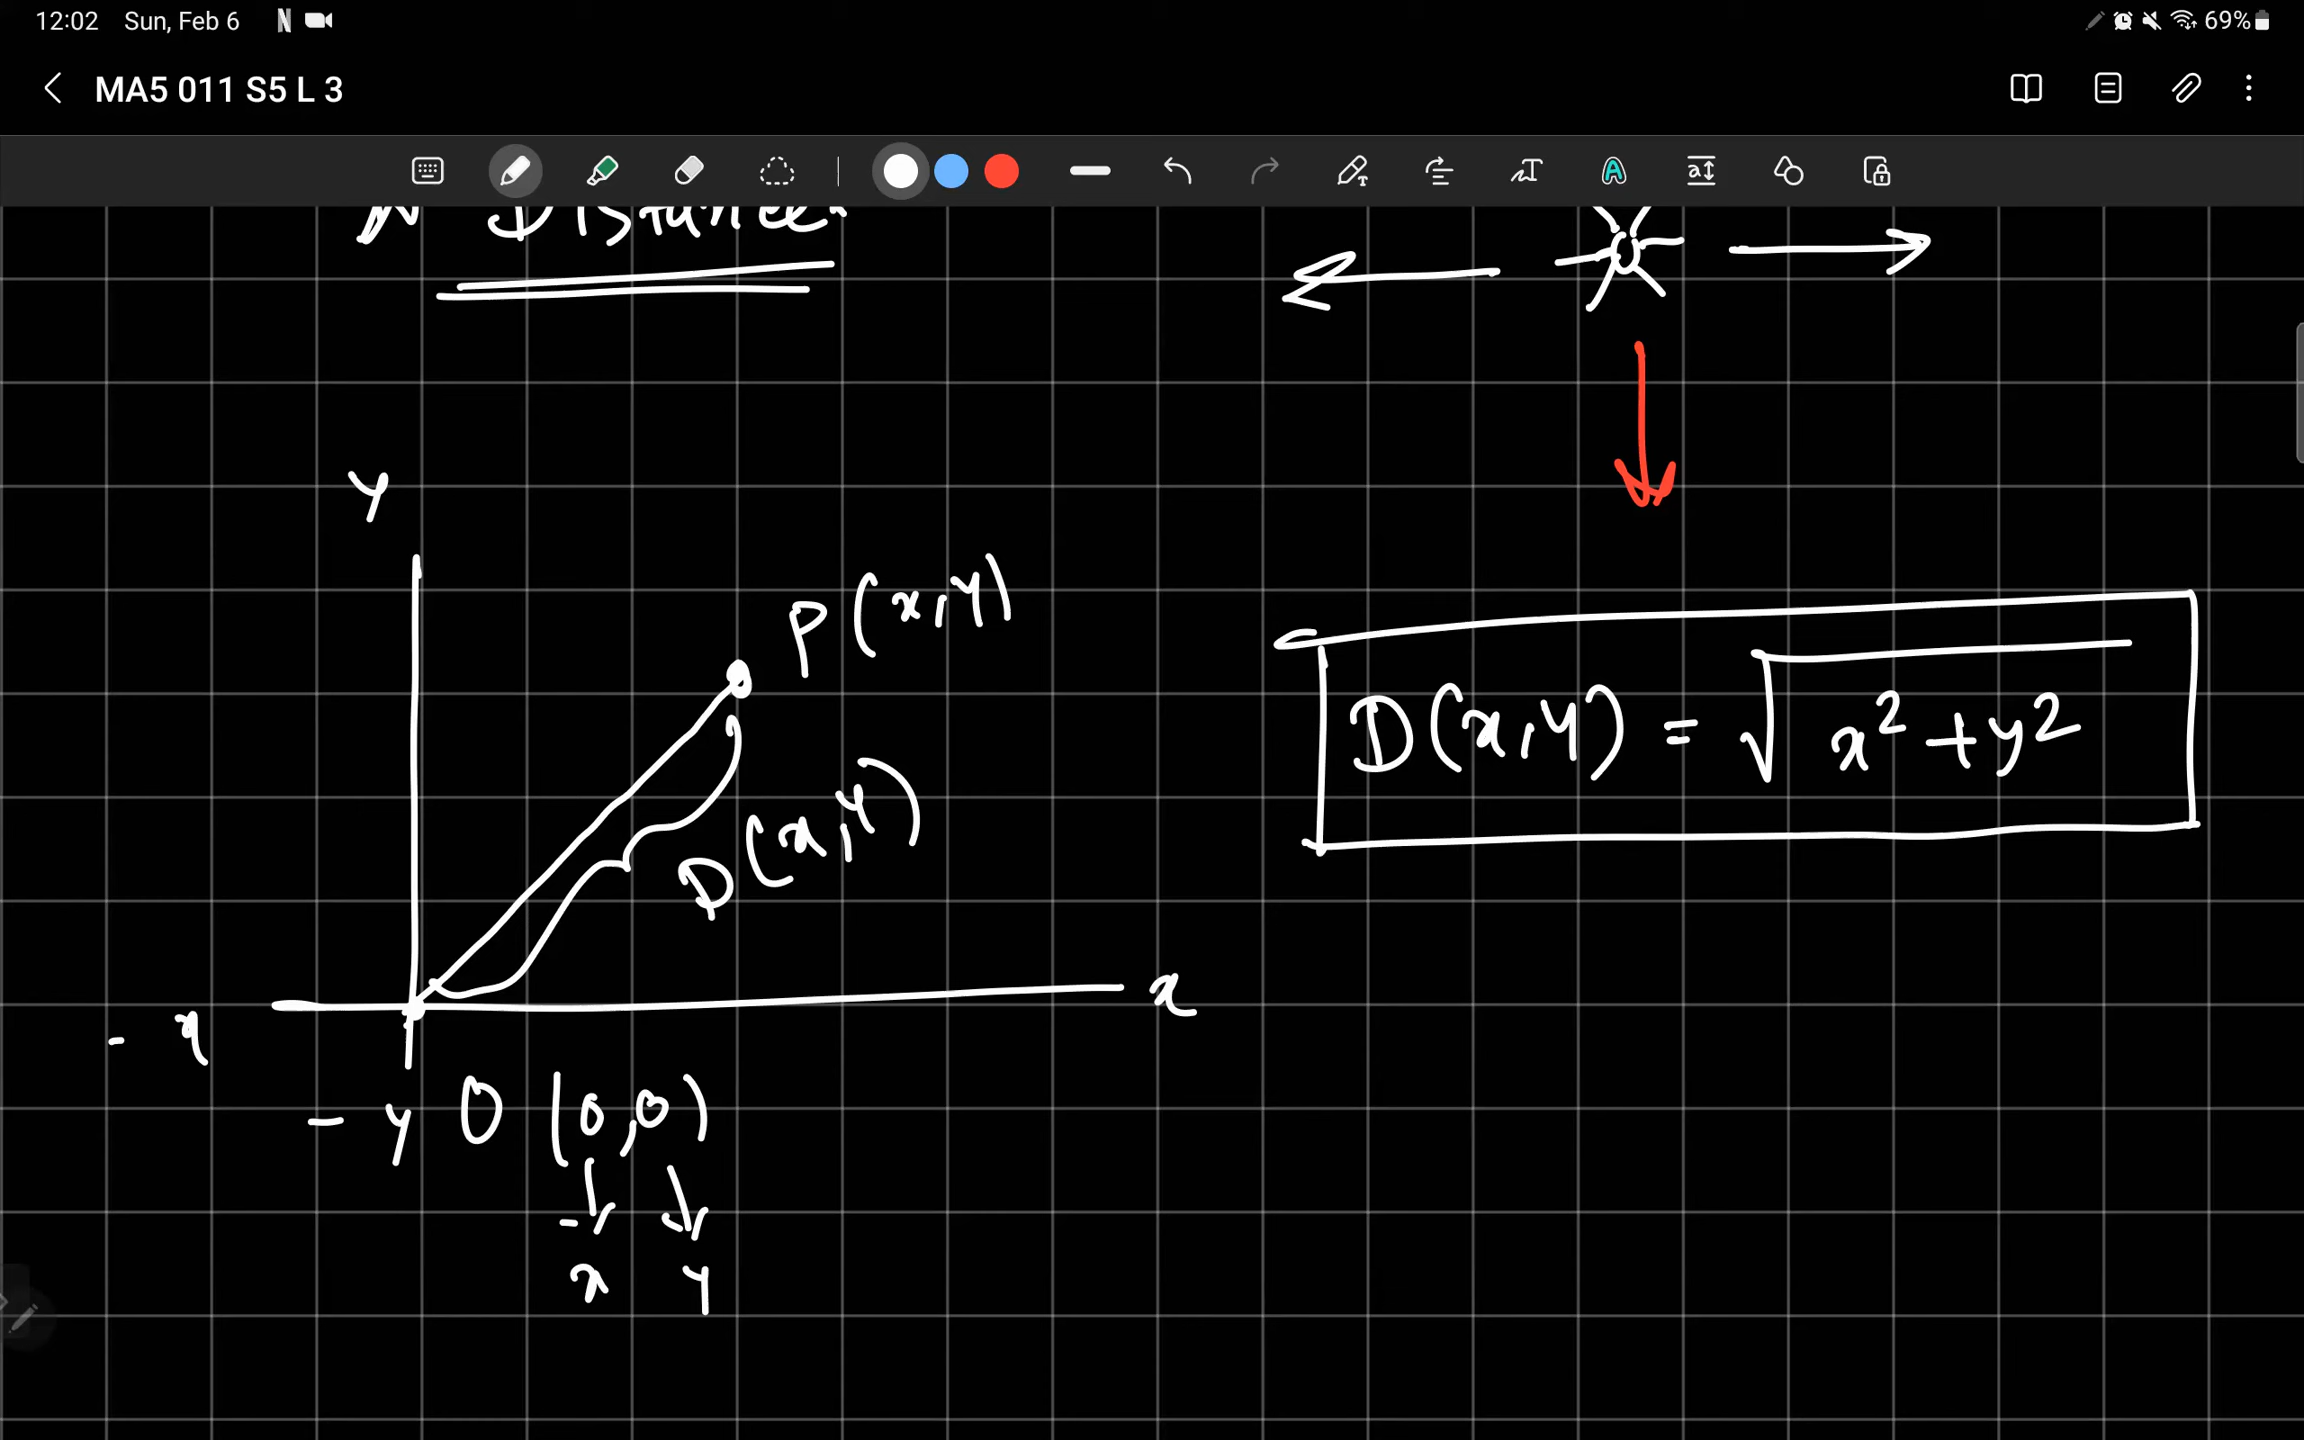 12:02 Sun, Feb 6 N 69%
MA5 011 S5 L 3
Distance
y
P(x,y)
D(x,y) = √x² + y2
D(x,y)
x
- x
- y O (0,0)
x y